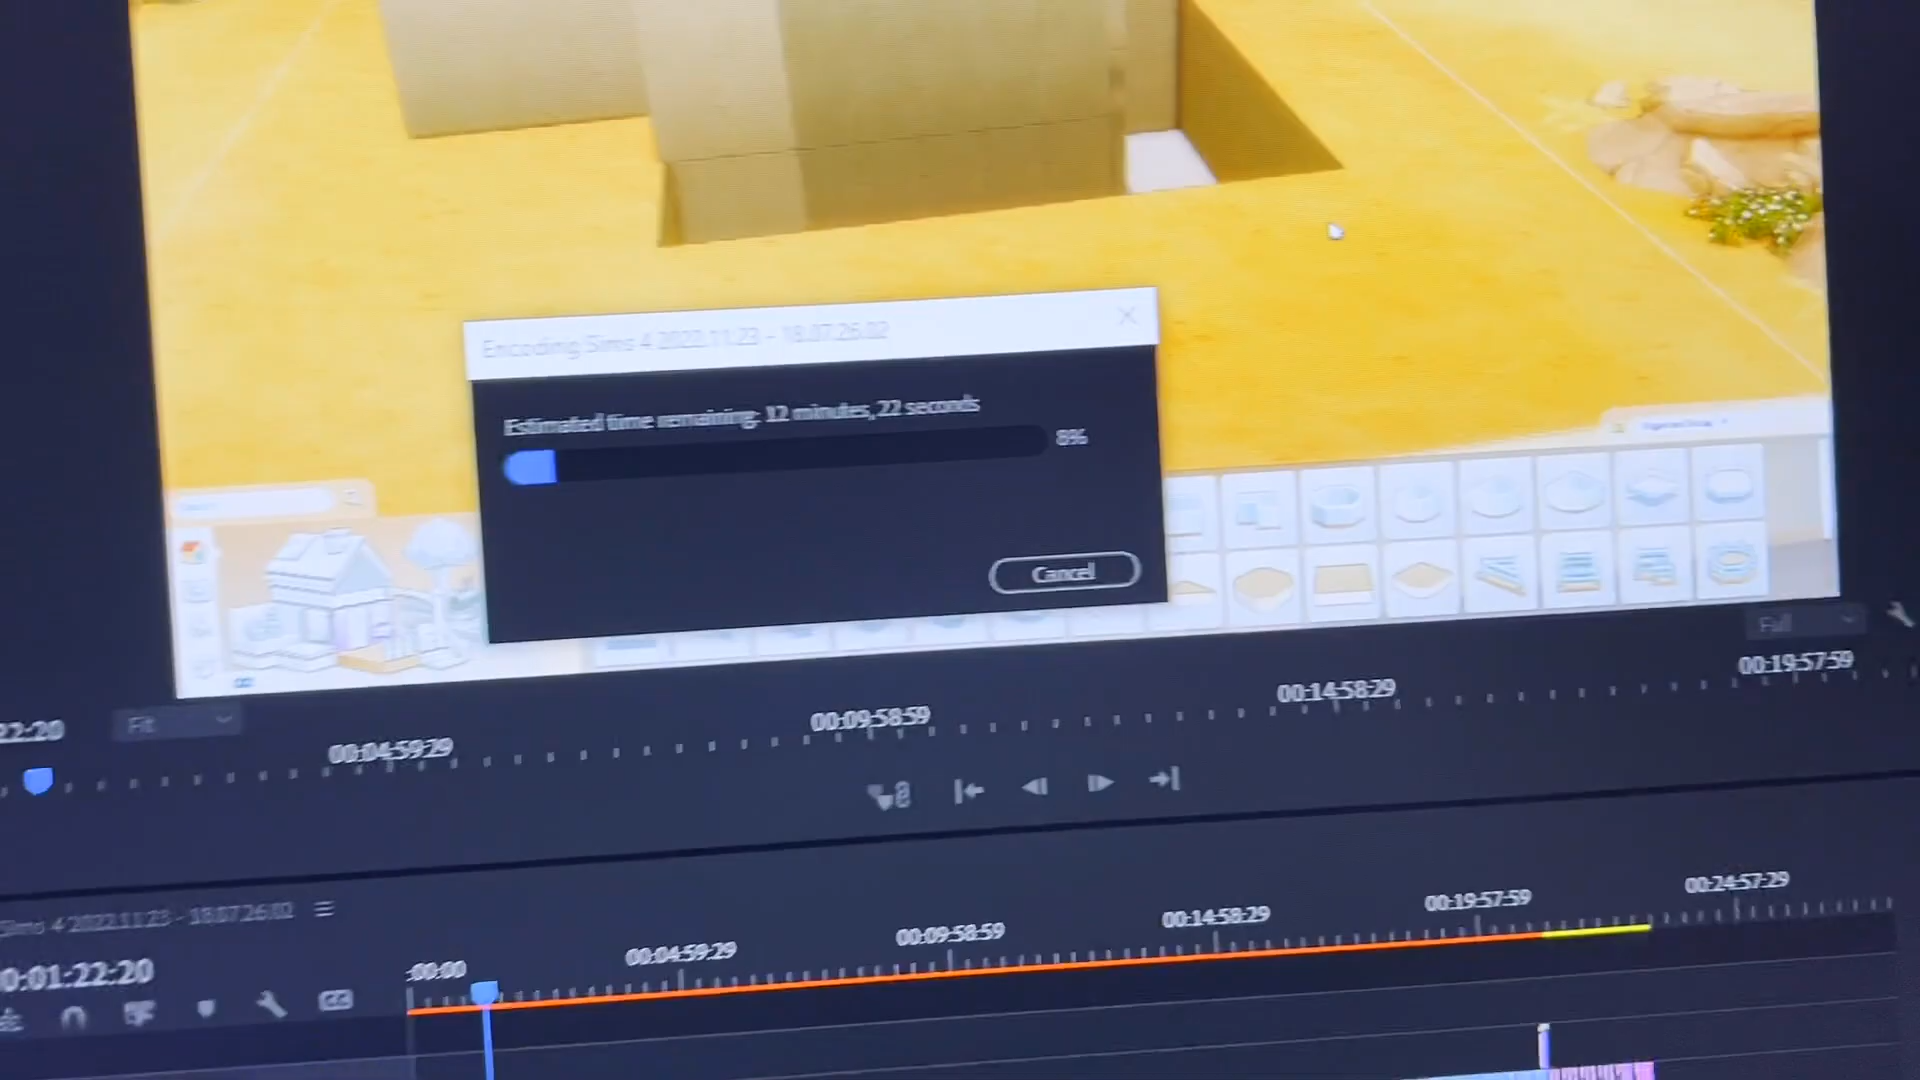 Encoding Sims 4 2022.11.23 - 18.07.26.02
Estimated time remaining: 12 minutes, 22 seconds
8%
Cancel
Full
22:20
Fit
00:04:59:29
00:09:58:59
00:14:58:29
00:19:57:59
Sims 4 2022.11.23 - 18.07.26.02
0:01:22:20
:00:00
00:04:59:29
00:09:58:59
00:14:58:29
00:19:57:59
00:24:57:29